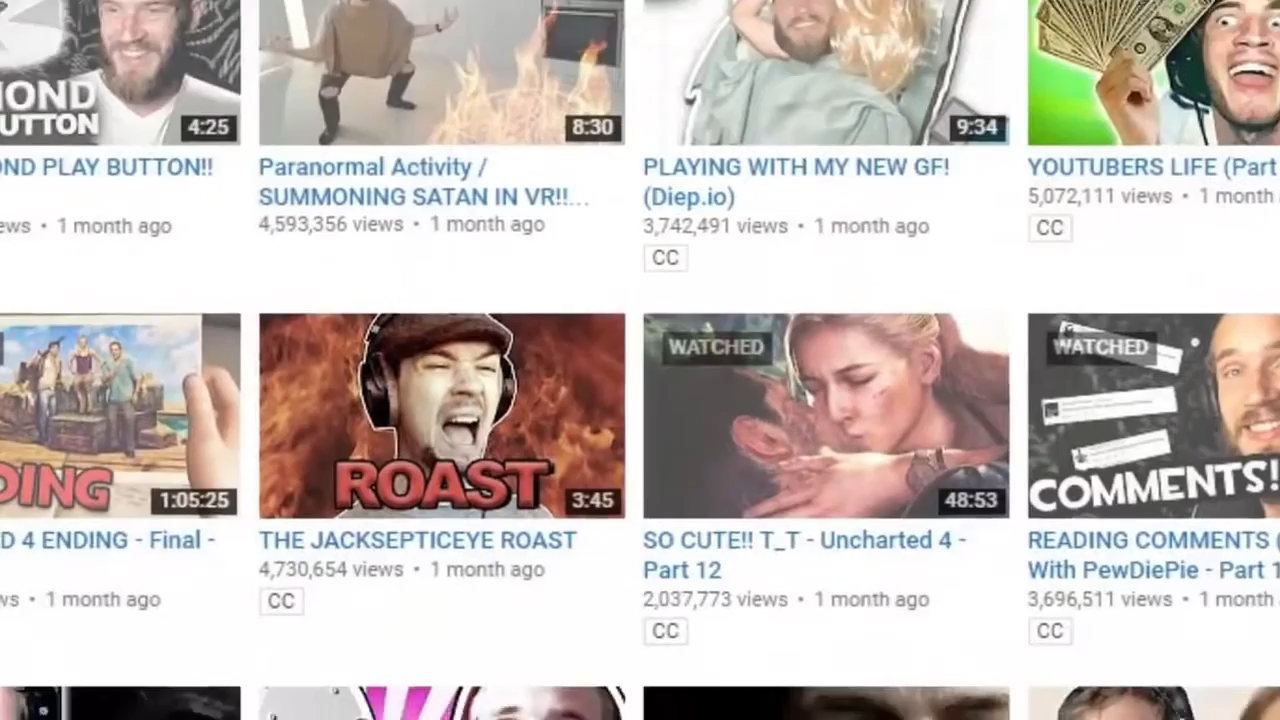 OND
UTTON
4:25
8:30
9:34
OND PLAY BUTTON!!
Paranormal Activity /
SUMMONING SATAN IN VR!!...
PLAYING WITH MY NEW GF!
(Diep.io)
YOUTUBERS LIFE (Part
ews • 1 month ago
4,593,356 views • 1 month ago
3,742,491 views • 1 month ago
5,072,111 views • 1 month
CC
CC
WATCHED
WATCHED
DING
1:05:25
ROAST
3:45
48:53
COMMENTS!
D 4 ENDING - Final -
THE JACKSEPTICEYE ROAST
SO CUTE!! T_T - Uncharted 4 -
Part 12
READING COMMENTS (
With PewDiePie - Part 1
ws • 1 month ago
4,730,654 views • 1 month ago
2,037,773 views • 1 month ago
3,696,511 views • 1 month
CC
CC
CC